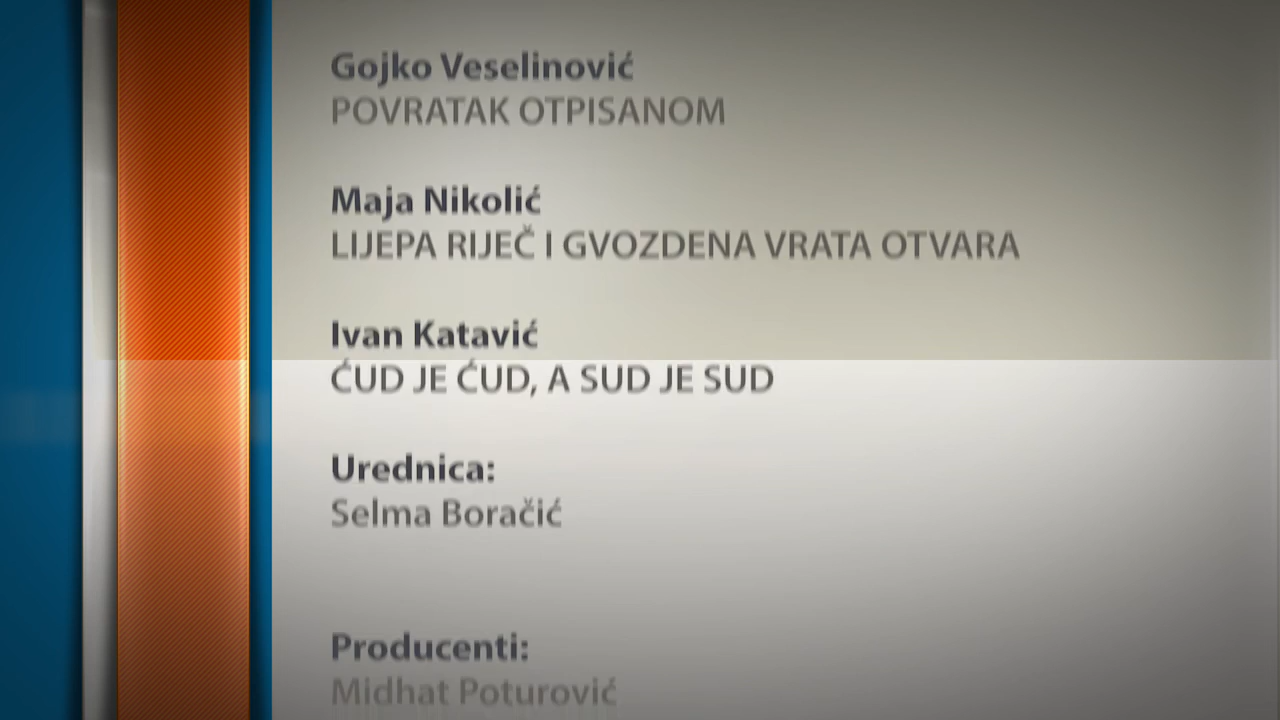 Gojko Veselinović
POVRATAK OTPISANOM
Maja Nikolić
LIJEPA RIJEČ I GVOZDENA VRATA OTVARA
Ivan Katavić
ĆUD JE ĆUD, A SUD JE SUD
Urednica:
Selma Boračić
Producenti:
Midhat Poturović